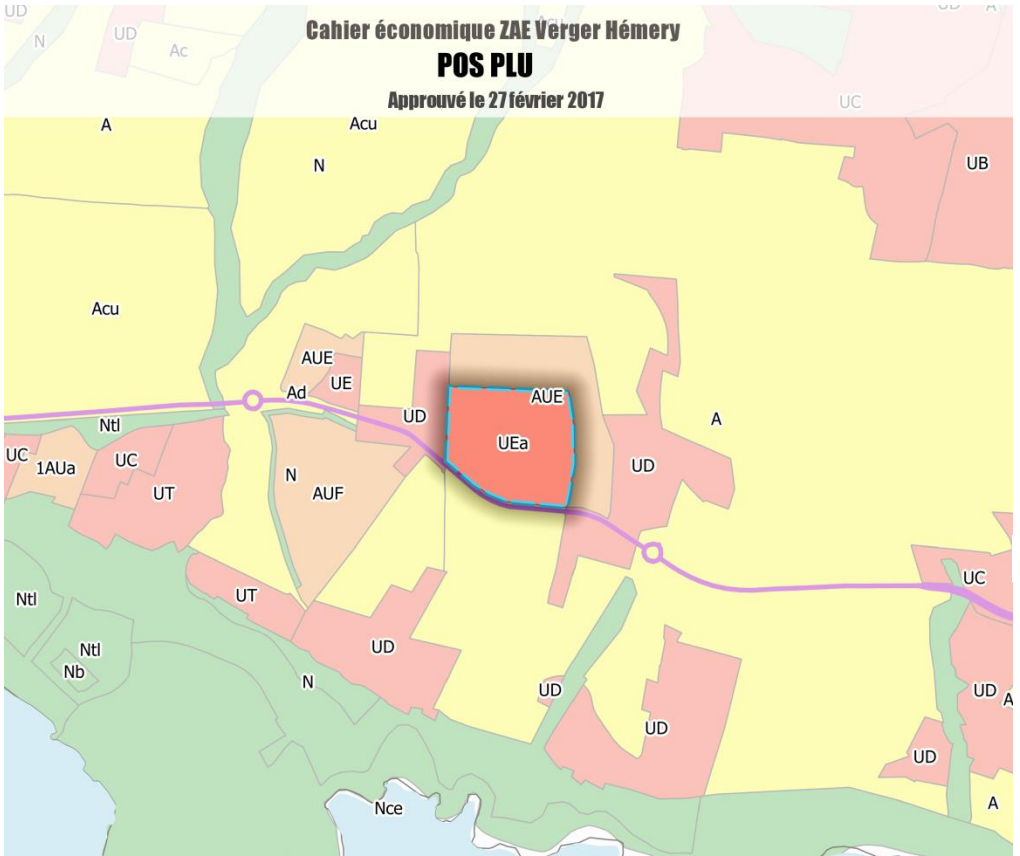 UD
UD
N
Ac
Acu
UD
A
Cahier économique ZAE Verger Hémery
POS PLU
Approuvé le 27 février 2017
UC
A
Acu
N
UB
Acu
AUE
UE
Ad
AUE
UD
A
Ntl
UEa
UC
1AUa
UC
UT
N
AUF
UD
UC
Ntl
UT
Ntl
Nb
UD
N
UD
UD
UD
A
UD
Nce
A